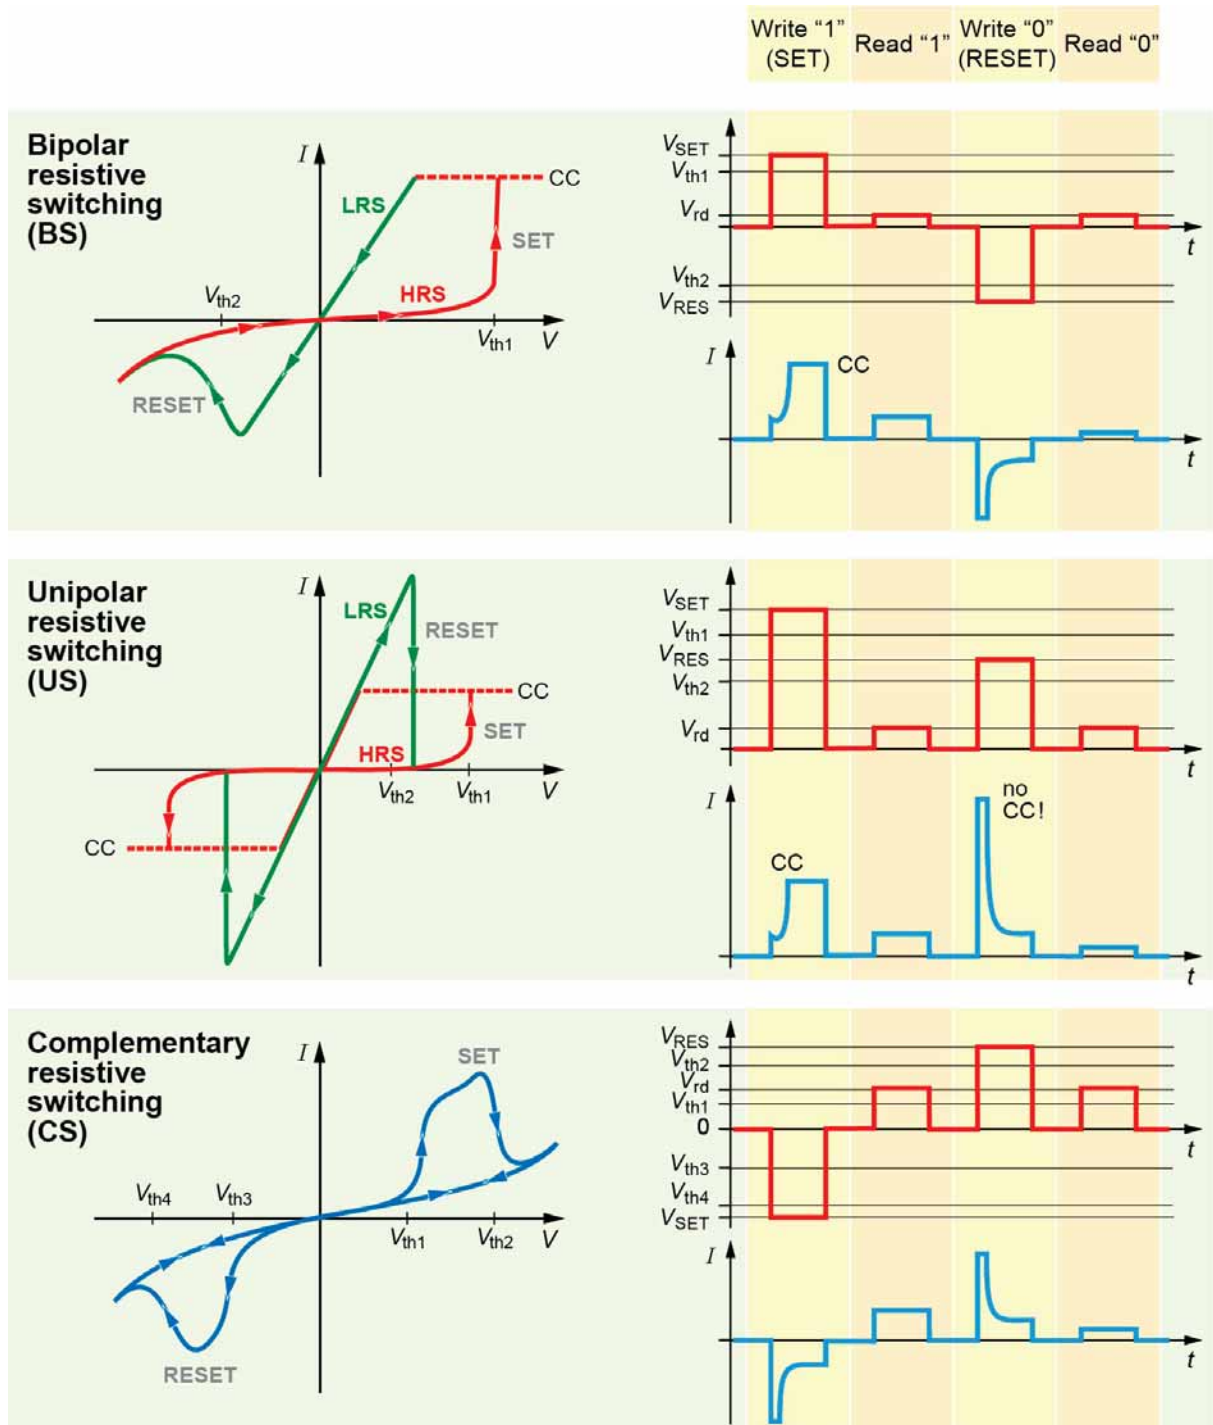 Write “1”
(SET)
Read “1”
Write “0”
(RESET)
Read “0”
Bipolar
resistive
switching
(BS)
I
CC
LRS
SET
HRS
Vth2
Vth1
V
RESET
VSET
Vth1
Vrd
t
Vth2
VRES
I
CC
t
Unipolar
resistive
switching
(US)
I
LRS
RESET
CC
SET
HRS
Vth2
Vth1
V
CC
VSET
Vth1
VRES
Vth2
Vrd
t
I
no
CC!
CC
t
Complementary
resistive
switching
(CS)
I
SET
Vth4
Vth3
Vth1
Vth2
V
RESET
VRES
Vth2
Vrd
Vth1
0
t
Vth3
Vth4
VSET
I
t